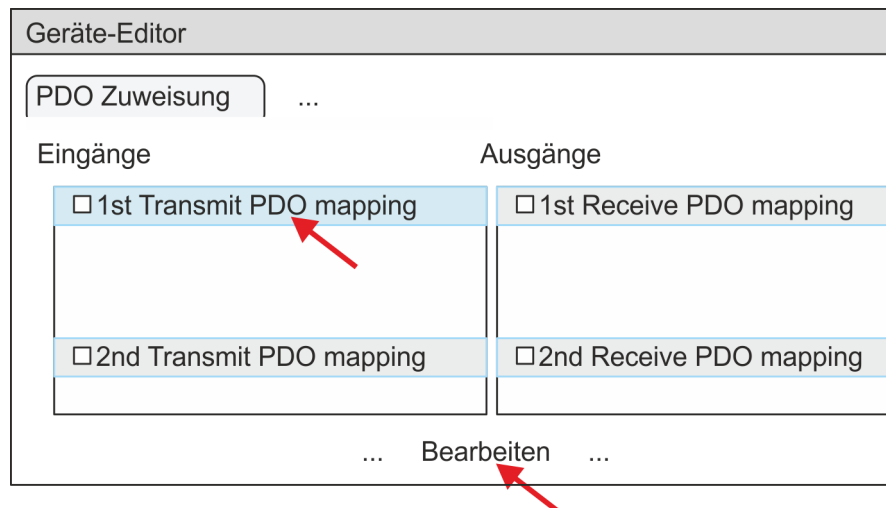 Geräte-Editor
PDO Zuweisung ...
Eingänge Ausgänge
1st Transmit PDO mapping 1st Receive PDO mapping
2nd Transmit PDO mapping 2nd Receive PDO mapping
... Bearbeiten ...